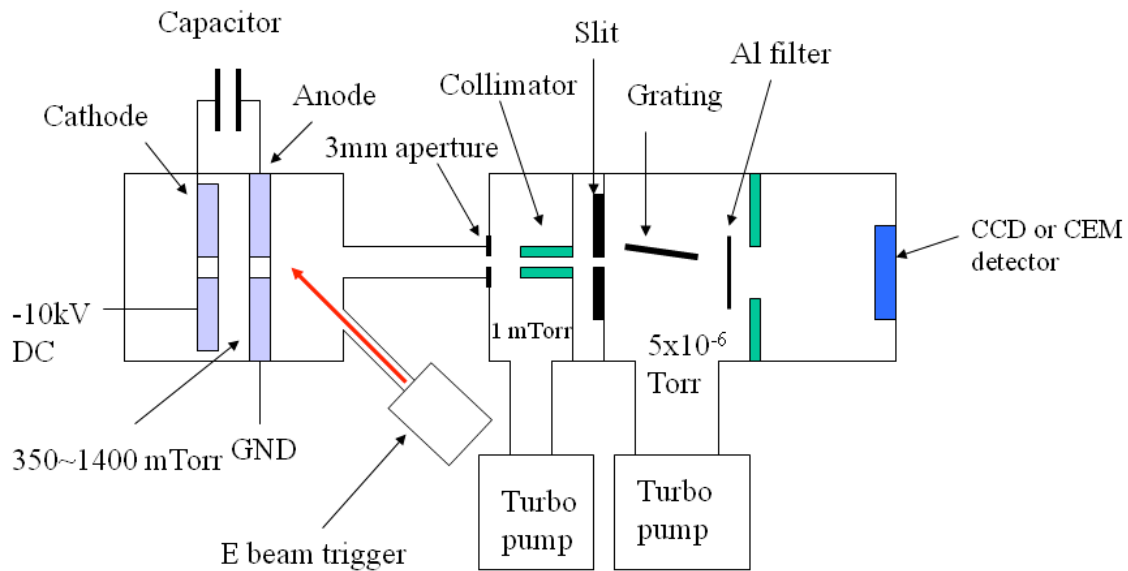 Capacitor
Slit
Al filter
Anode
Collimator
Grating
Cathode
3mm aperture
CCD or CEM
detector
-10kV
DC
1 mTorr
5x10⁻⁶
Torr
350~1400 mTorr
GND
Turbo
pump
Turbo
pump
E beam trigger